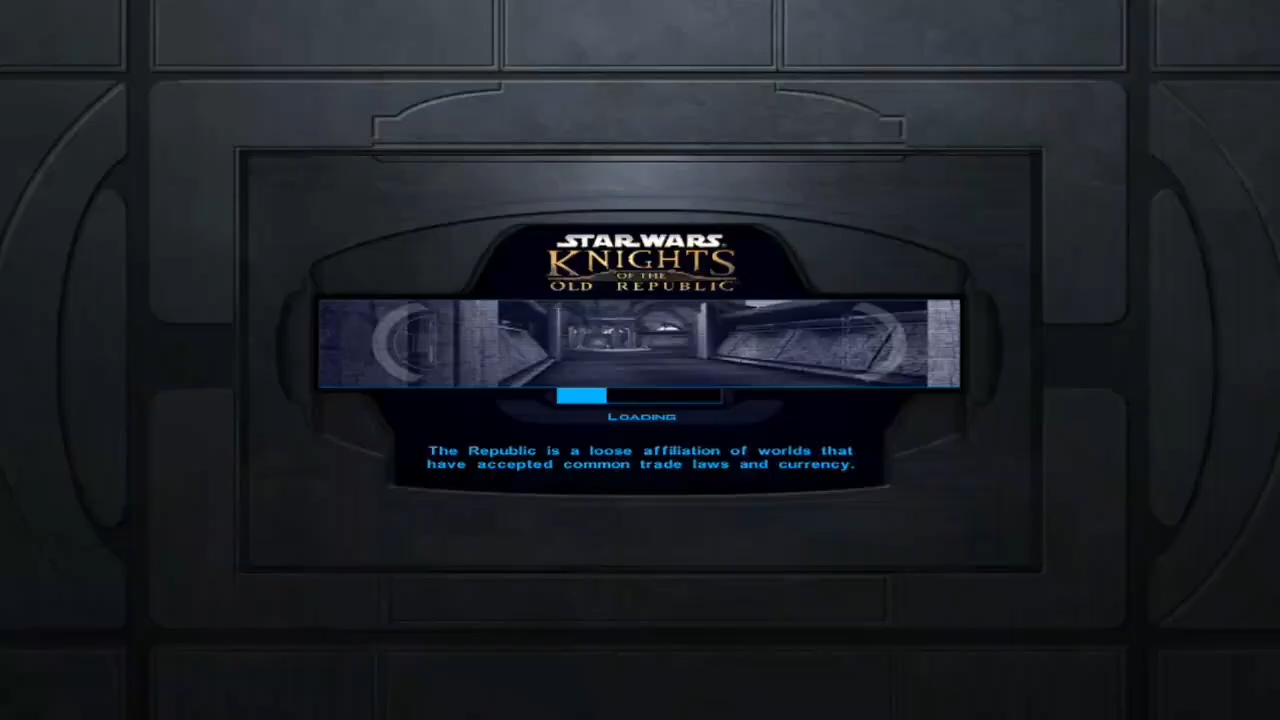 STAR WARS
KNIGHTS
OF THE
OLD REPUBLIC
LOADING
The Republic is a loose affiliation of worlds that
have accepted common trade laws and currency.